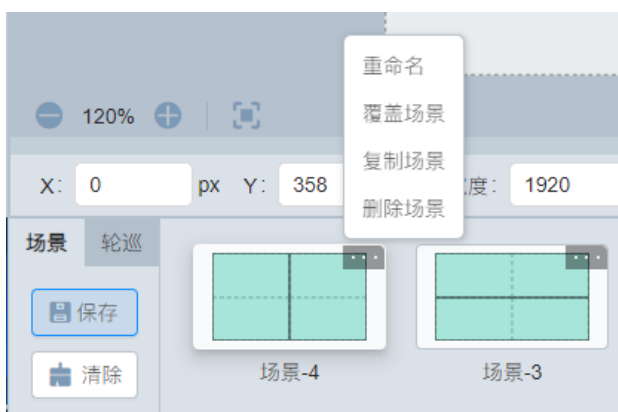 重命名
覆盖场景
复制场景
删除场景
120%
X: 0 px Y: 358 度: 1920
场景 轮巡
保存
清除
场景-4 场景-3